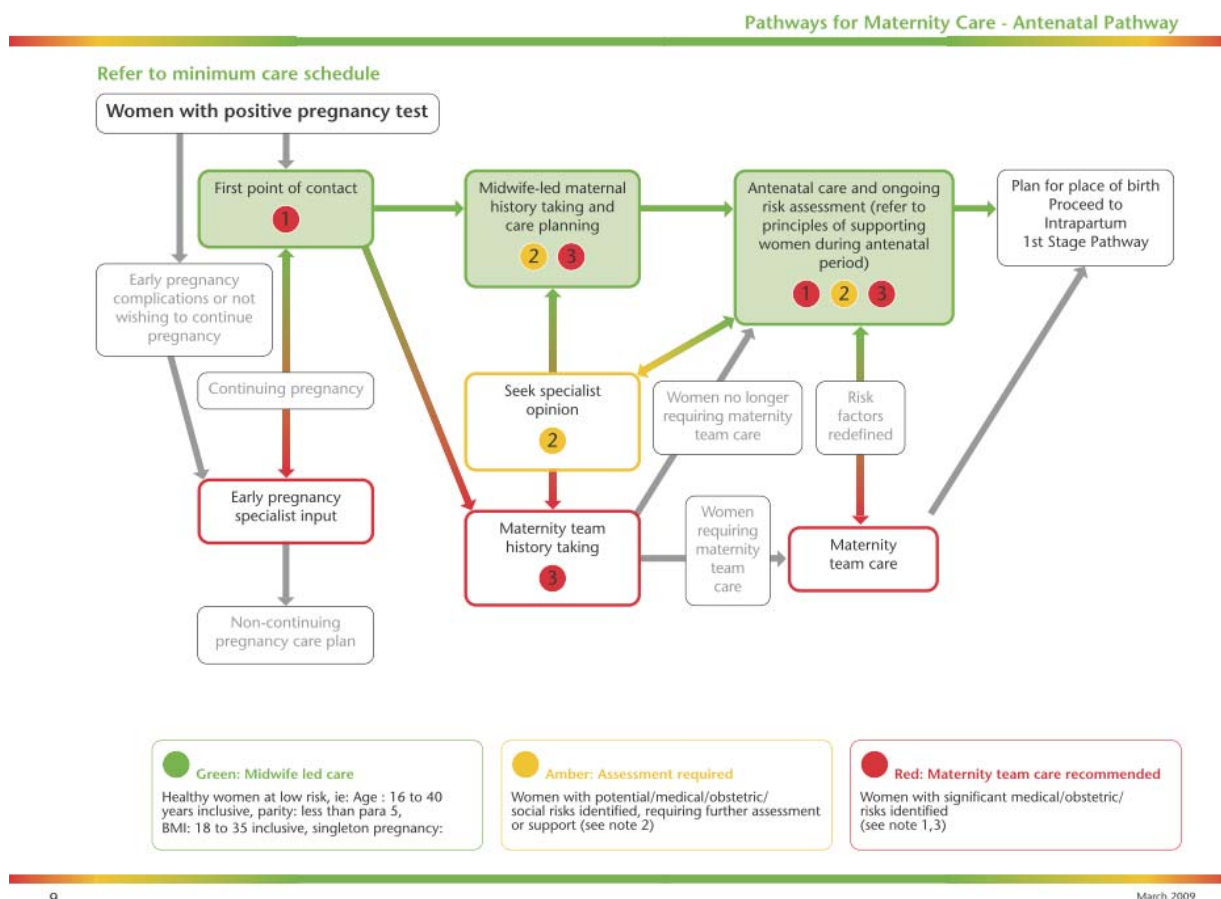 Pathways for Maternity Care - Antenatal Pathway
Refer to minimum care schedule
Women with positive pregnancy test
First point of contact
1
Midwife-led maternal
history taking and
care planning
2 3
Antenatal care and ongoing
risk assessment (refer to
principles of supporting
women during antenatal
period)
1 2 3
Plan for place of birth
Proceed to
Intrapartum
1st Stage Pathway
Early pregnancy
complications or not
wishing to continue
pregnancy
Continuing pregnancy
Seek specialist
opinion
2
Women no longer
requiring maternity
team care
Risk
factors
redefined
Early pregnancy
specialist input
Maternity team
history taking
3
Women
requiring
maternity
team
care
Maternity
team care
Non-continuing
pregnancy care plan
Green: Midwife led care
Healthy women at low risk, ie: Age : 16 to 40
years inclusive, parity: less than para 5,
BMI: 18 to 35 inclusive, singleton pregnancy:
Amber: Assessment required
Women with potential/medical/obstetric/
social risks identified, requiring further assessment
or support (see note 2)
Red: Maternity team care recommended
Women with significant medical/obstetric/
risks identified
(see note 1,3)
9
March 2009